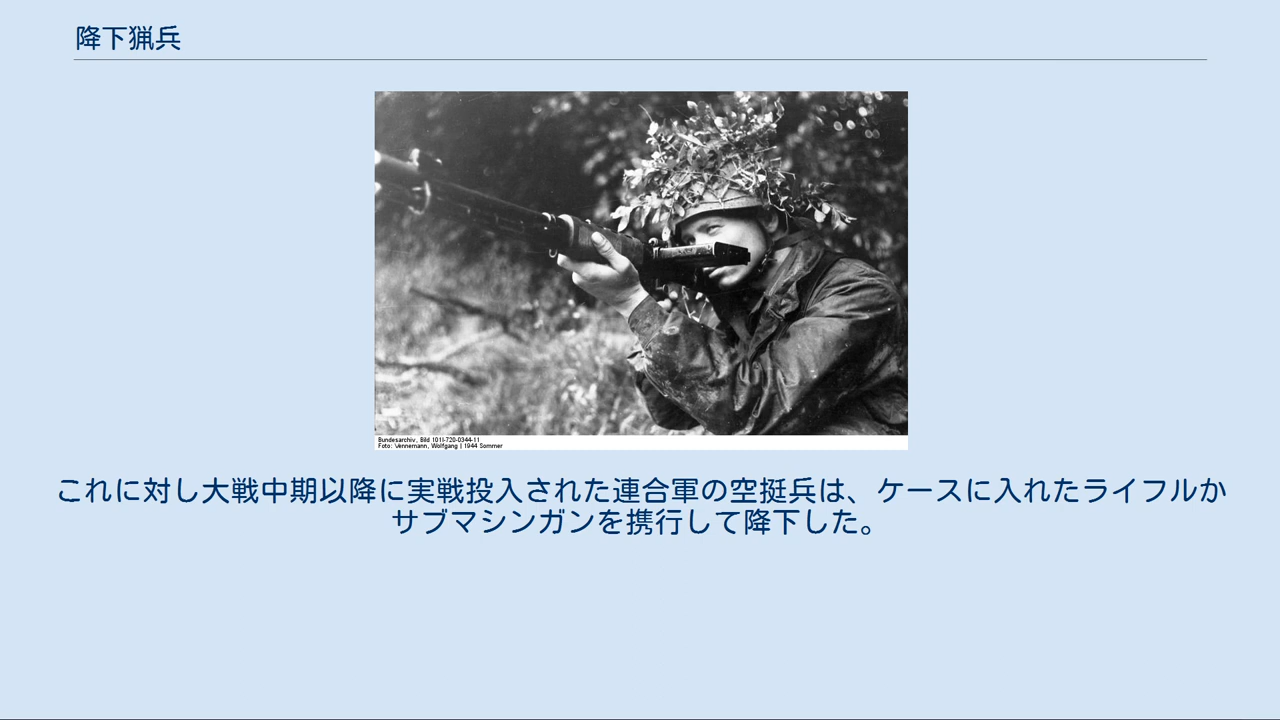 降下猟兵
Bundesarchiv, Bild 101I-720-0344-11
Foto: Vennemann, Wolfgang | 1944 Sommer
これに対し大戦中期以降に実戦投入された連合軍の空挺兵は、ケースに入れたライフルか
サブマシンガンを携行して降下した。